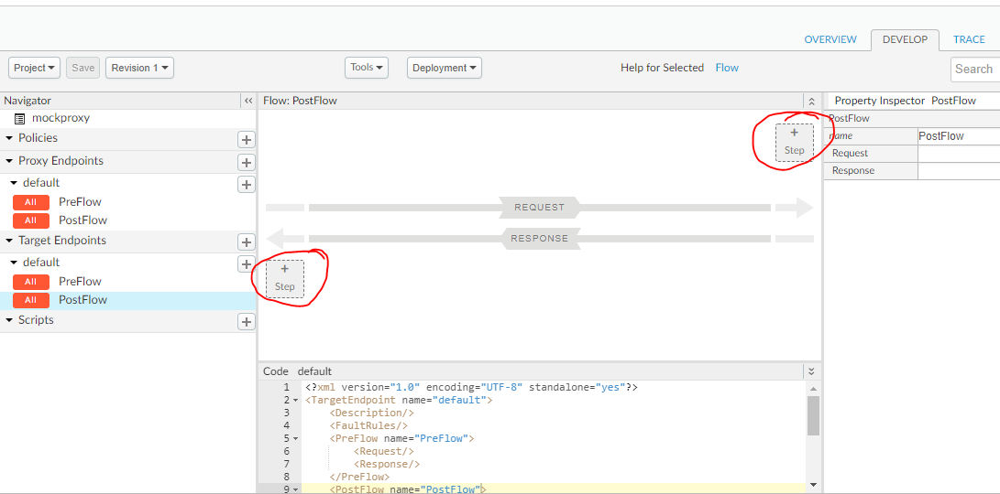 OVERVIEW DEVELOP TRACE
Project Save Revision 1 Tools Deployment Help for Selected Flow Search
Navigator
mockproxy
Policies
Proxy Endpoints
default
All PreFlow
All PostFlow
Target Endpoints
default
All PreFlow
All PostFlow
Scripts
Flow: PostFlow
+
Step
REQUEST
RESPONSE
+
Step
Code default
1 <?xml version="1.0" encoding="UTF-8" standalone="yes"?>
2 <TargetEndpoint name="default">
3 <Description/>
4 <FaultRules/>
5 <PreFlow name="PreFlow">
6 <Request/>
7 <Response/>
8 </PreFlow>
9 <PostFlow name="PostFlow">
Property Inspector PostFlow
PostFlow
name PostFlow
Request
Response